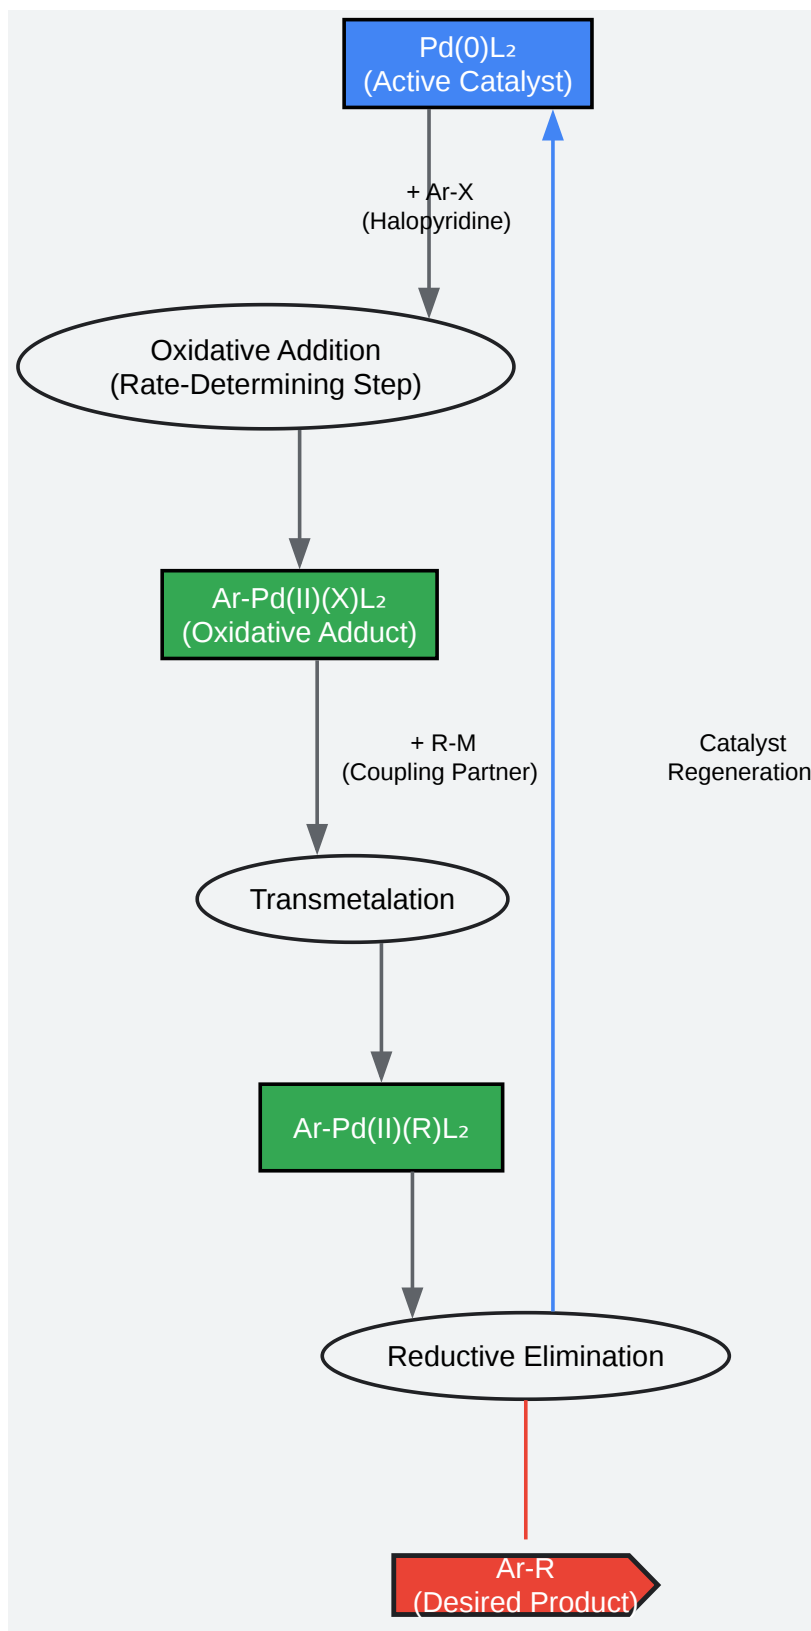 Pd(0)L₂
(Active Catalyst)
+ Ar-X
(Halopyridine)
Oxidative Addition
(Rate-Determining Step)
Ar-Pd(II)(X)L₂
(Oxidative Adduct)
+ R-M
(Coupling Partner)
Catalyst
Regeneration
Transmetalation
Ar-Pd(II)(R)L₂
Reductive Elimination
Ar-R
(Desired Product)